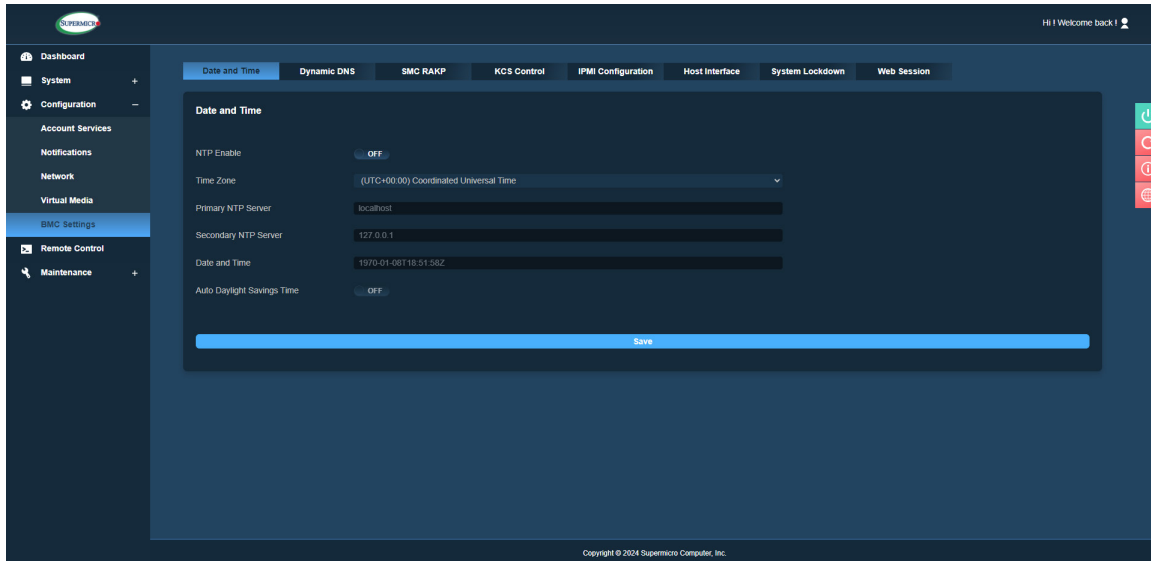 SUPERMICRO
Hi ! Welcome back !
Dashboard
System +
Configuration −
Account Services
Notifications
Network
Virtual Media
BMC Settings
Remote Control
Maintenance +
Date and Time Dynamic DNS SMC RAKP KCS Control IPMI Configuration Host Interface System Lockdown Web Session
Date and Time
NTP Enable OFF
Time Zone (UTC+00:00) Coordinated Universal Time
Primary NTP Server localhost
Secondary NTP Server 127.0.0.1
Date and Time 1970-01-08T18:51:58Z
Auto Daylight Savings Time OFF
Save
Copyright © 2024 Supermicro Computer, Inc.